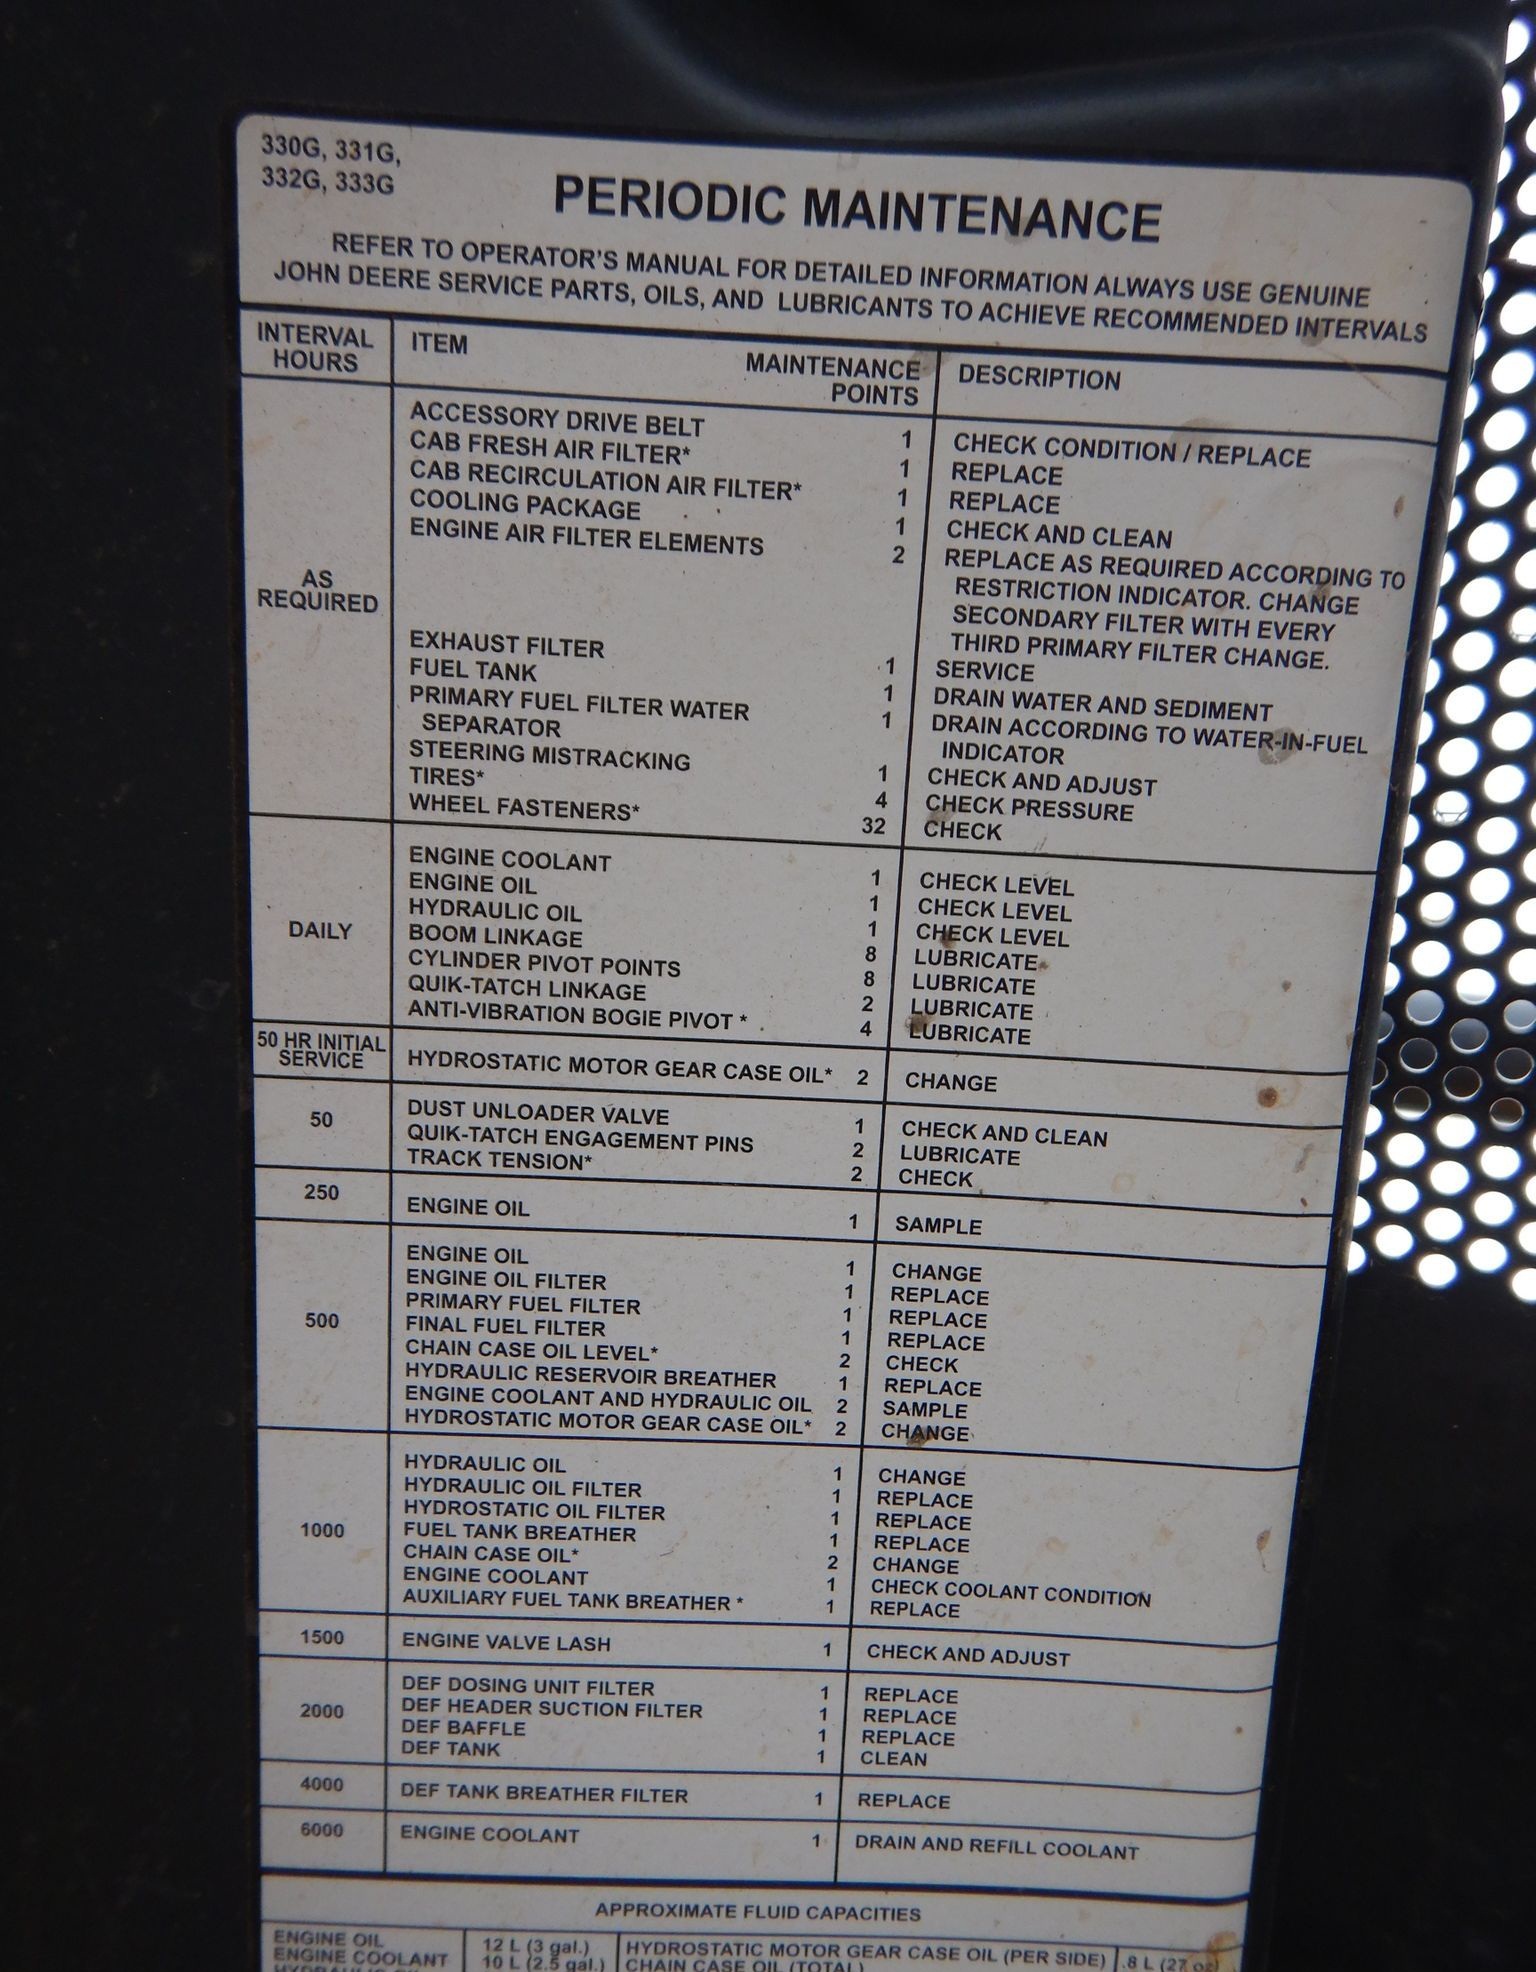 330G, 331G,
332G, 333G
PERIODIC MAINTENANCE
REFER TO OPERATOR'S MANUAL FOR DETAILED INFORMATION ALWAYS USE GENUINE
JOHN DEERE SERVICE PARTS, OILS, AND LUBRICANTS TO ACHIEVE RECOMMENDED INTERVALS
INTERVAL HOURS ITEM MAINTENANCE POINTS DESCRIPTION
AS REQUIRED
ACCESSORY DRIVE BELT 1 CHECK CONDITION / REPLACE
CAB FRESH AIR FILTER* 1 REPLACE
CAB RECIRCULATION AIR FILTER* 1 REPLACE
COOLING PACKAGE 1 CHECK AND CLEAN
ENGINE AIR FILTER ELEMENTS 2 REPLACE AS REQUIRED ACCORDING TO
RESTRICTION INDICATOR. CHANGE
SECONDARY FILTER WITH EVERY
THIRD PRIMARY FILTER CHANGE.
EXHAUST FILTER 1 SERVICE
FUEL TANK 1 DRAIN WATER AND SEDIMENT
PRIMARY FUEL FILTER WATER 1 DRAIN ACCORDING TO WATER-IN-FUEL
SEPARATOR INDICATOR
STEERING MISTRACKING 1 CHECK AND ADJUST
TIRES* 4 CHECK PRESSURE
WHEEL FASTENERS* 32 CHECK
DAILY
ENGINE COOLANT 1 CHECK LEVEL
ENGINE OIL 1 CHECK LEVEL
HYDRAULIC OIL 1 CHECK LEVEL
BOOM LINKAGE 8 LUBRICATE
CYLINDER PIVOT POINTS 8 LUBRICATE
QUIK-TATCH LINKAGE 2 LUBRICATE
ANTI-VIBRATION BOGIE PIVOT * 4 LUBRICATE
50 HR INITIAL
SERVICE
HYDROSTATIC MOTOR GEAR CASE OIL* 2 CHANGE
50
DUST UNLOADER VALVE 1 CHECK AND CLEAN
QUIK-TATCH ENGAGEMENT PINS 2 LUBRICATE
TRACK TENSION* 2 CHECK
250
ENGINE OIL 1 SAMPLE
500
ENGINE OIL 1 CHANGE
ENGINE OIL FILTER 1 REPLACE
PRIMARY FUEL FILTER 1 REPLACE
FINAL FUEL FILTER 1 REPLACE
CHAIN CASE OIL LEVEL* 2 CHECK
HYDRAULIC RESERVOIR BREATHER 1 REPLACE
ENGINE COOLANT AND HYDRAULIC OIL 2 SAMPLE
HYDROSTATIC MOTOR GEAR CASE OIL* 2 CHANGE
1000
HYDRAULIC OIL 1 CHANGE
HYDRAULIC OIL FILTER 1 REPLACE
HYDROSTATIC OIL FILTER 1 REPLACE
FUEL TANK BREATHER 1 REPLACE
CHAIN CASE OIL* 2 CHANGE
ENGINE COOLANT 1 CHECK COOLANT CONDITION
AUXILIARY FUEL TANK BREATHER * 1 REPLACE
1500
ENGINE VALVE LASH 1 CHECK AND ADJUST
2000
DEF DOSING UNIT FILTER 1 REPLACE
DEF HEADER SUCTION FILTER 1 REPLACE
DEF BAFFLE 1 REPLACE
DEF TANK 1 CLEAN
4000
DEF TANK BREATHER FILTER 1 REPLACE
6000
ENGINE COOLANT 1 DRAIN AND REFILL COOLANT
APPROXIMATE FLUID CAPACITIES
ENGINE OIL 12 L (3 gal.) HYDROSTATIC MOTOR GEAR CASE OIL (PER SIDE) .8 L (27 oz)
ENGINE COOLANT 10 L (2.5 gal.) CHAIN CASE OIL (TOTAL)